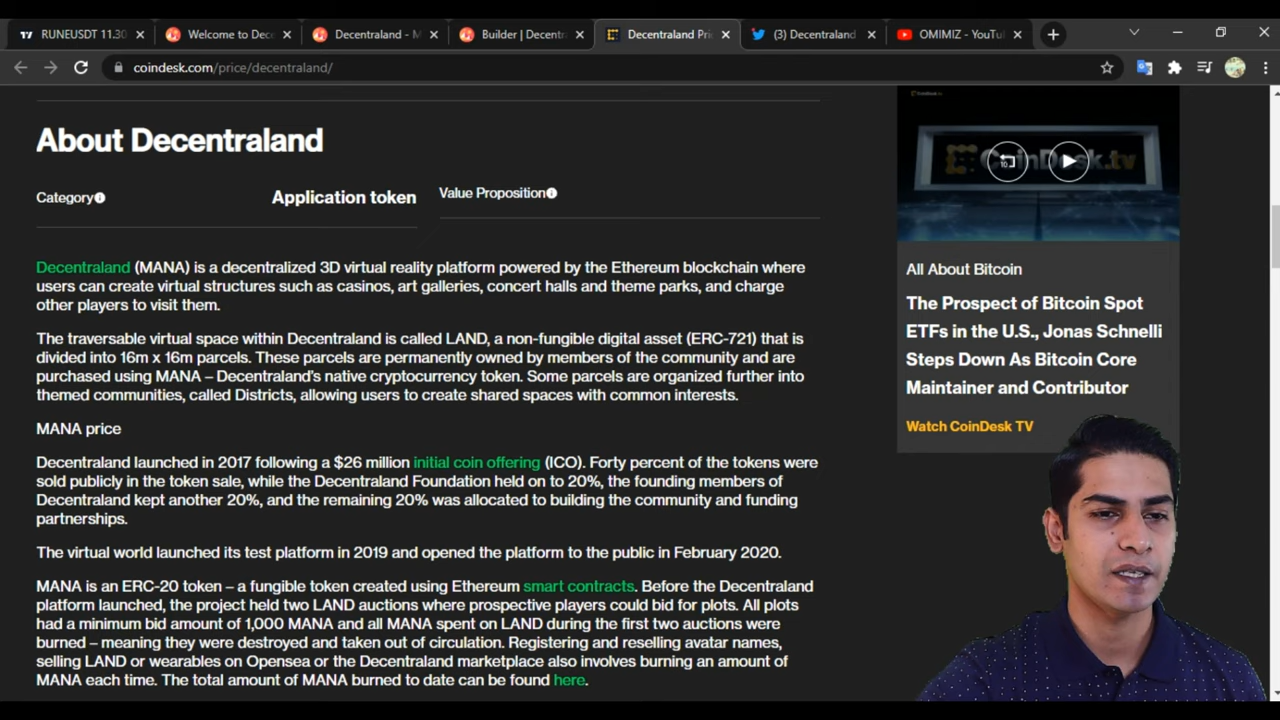 RUNEUSDT 11.30
Welcome to Dec
Decentraland - M
Builder | Decentr
Decentraland Pri
(3) Decentraland
OMIMIZ - YouTu
coindesk.com/price/decentraland/
About Decentraland
Category
Application token
Value Proposition
Decentraland (MANA) is a decentralized 3D virtual reality platform powered by the Ethereum blockchain where
users can create virtual structures such as casinos, art galleries, concert halls and theme parks, and charge
other players to visit them.
The traversable virtual space within Decentraland is called LAND, a non-fungible digital asset (ERC-721) that is
divided into 16m x 16m parcels. These parcels are permanently owned by members of the community and are
purchased using MANA – Decentraland's native cryptocurrency token. Some parcels are organized further into
themed communities, called Districts, allowing users to create shared spaces with common interests.
MANA price
Decentraland launched in 2017 following a $26 million initial coin offering (ICO). Forty percent of the tokens were
sold publicly in the token sale, while the Decentraland Foundation held on to 20%, the founding members of
Decentraland kept another 20%, and the remaining 20% was allocated to building the community and funding
partnerships.
The virtual world launched its test platform in 2019 and opened the platform to the public in February 2020.
MANA is an ERC-20 token – a fungible token created using Ethereum smart contracts. Before the Decentraland
platform launched, the project held two LAND auctions where prospective players could bid for plots. All plots
had a minimum bid amount of 1,000 MANA and all MANA spent on LAND during the first two auctions were
burned – meaning they were destroyed and taken out of circulation. Registering and reselling avatar names,
selling LAND or wearables on Opensea or the Decentraland marketplace also involves burning an amount of
MANA each time. The total amount of MANA burned to date can be found here.
CoinDesk.tv
10
All About Bitcoin
The Prospect of Bitcoin Spot
ETFs in the U.S., Jonas Schnelli
Steps Down As Bitcoin Core
Maintainer and Contributor
Watch CoinDesk TV